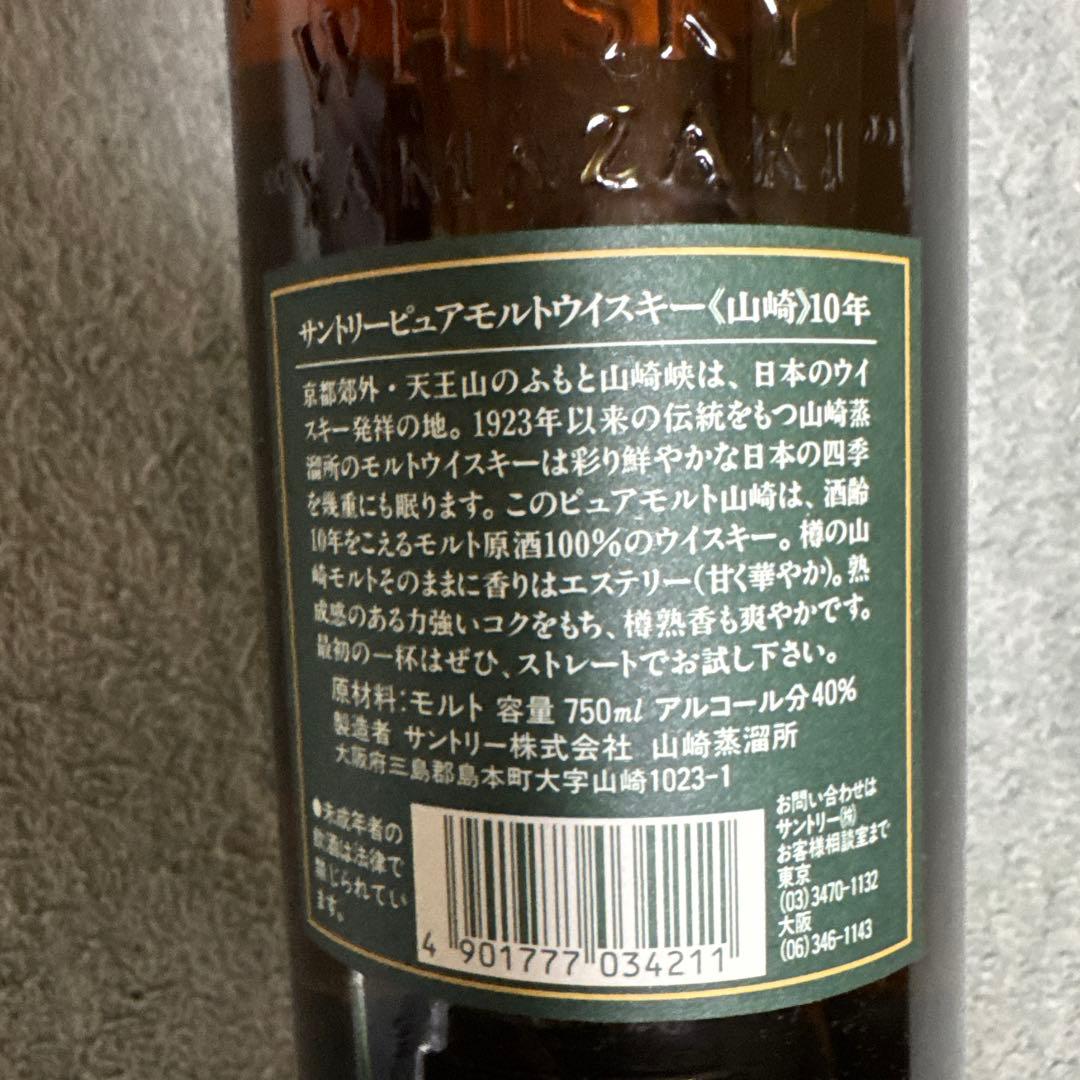 WHISKY
"YAMAZAKI"
サントリーピュアモルトウイスキー《山崎》10年
京都郊外・天王山のふもと山崎峡は、日本のウイ
スキー発祥の地。1923年以来の伝統をもつ山崎蒸
溜所のモルトウイスキーは彩り鮮やかな日本の四季
を幾重にも眠ります。このピュアモルト山崎は、酒齢
10年をこえるモルト原酒100%のウイスキー。樽の山
崎モルトそのままに香りはエステリー(甘く華やか)。熟
成感のある力強いコクをもち、樽熟香も爽やかです。
最初の一杯はぜひ、ストレートでお試し下さい。
原材料:モルト 容量 750ml アルコール分40%
製造者 サントリー株式会社 山崎蒸溜所
大阪府三島郡島本町大字山崎1023-1
●未成年者の
飲酒は法律で
禁じられてい
ます。
4 901777 034211
お問い合わせは
サントリー㈱
お客様相談室まで
東京
(03)3470-1132
大阪
(06)346-1143